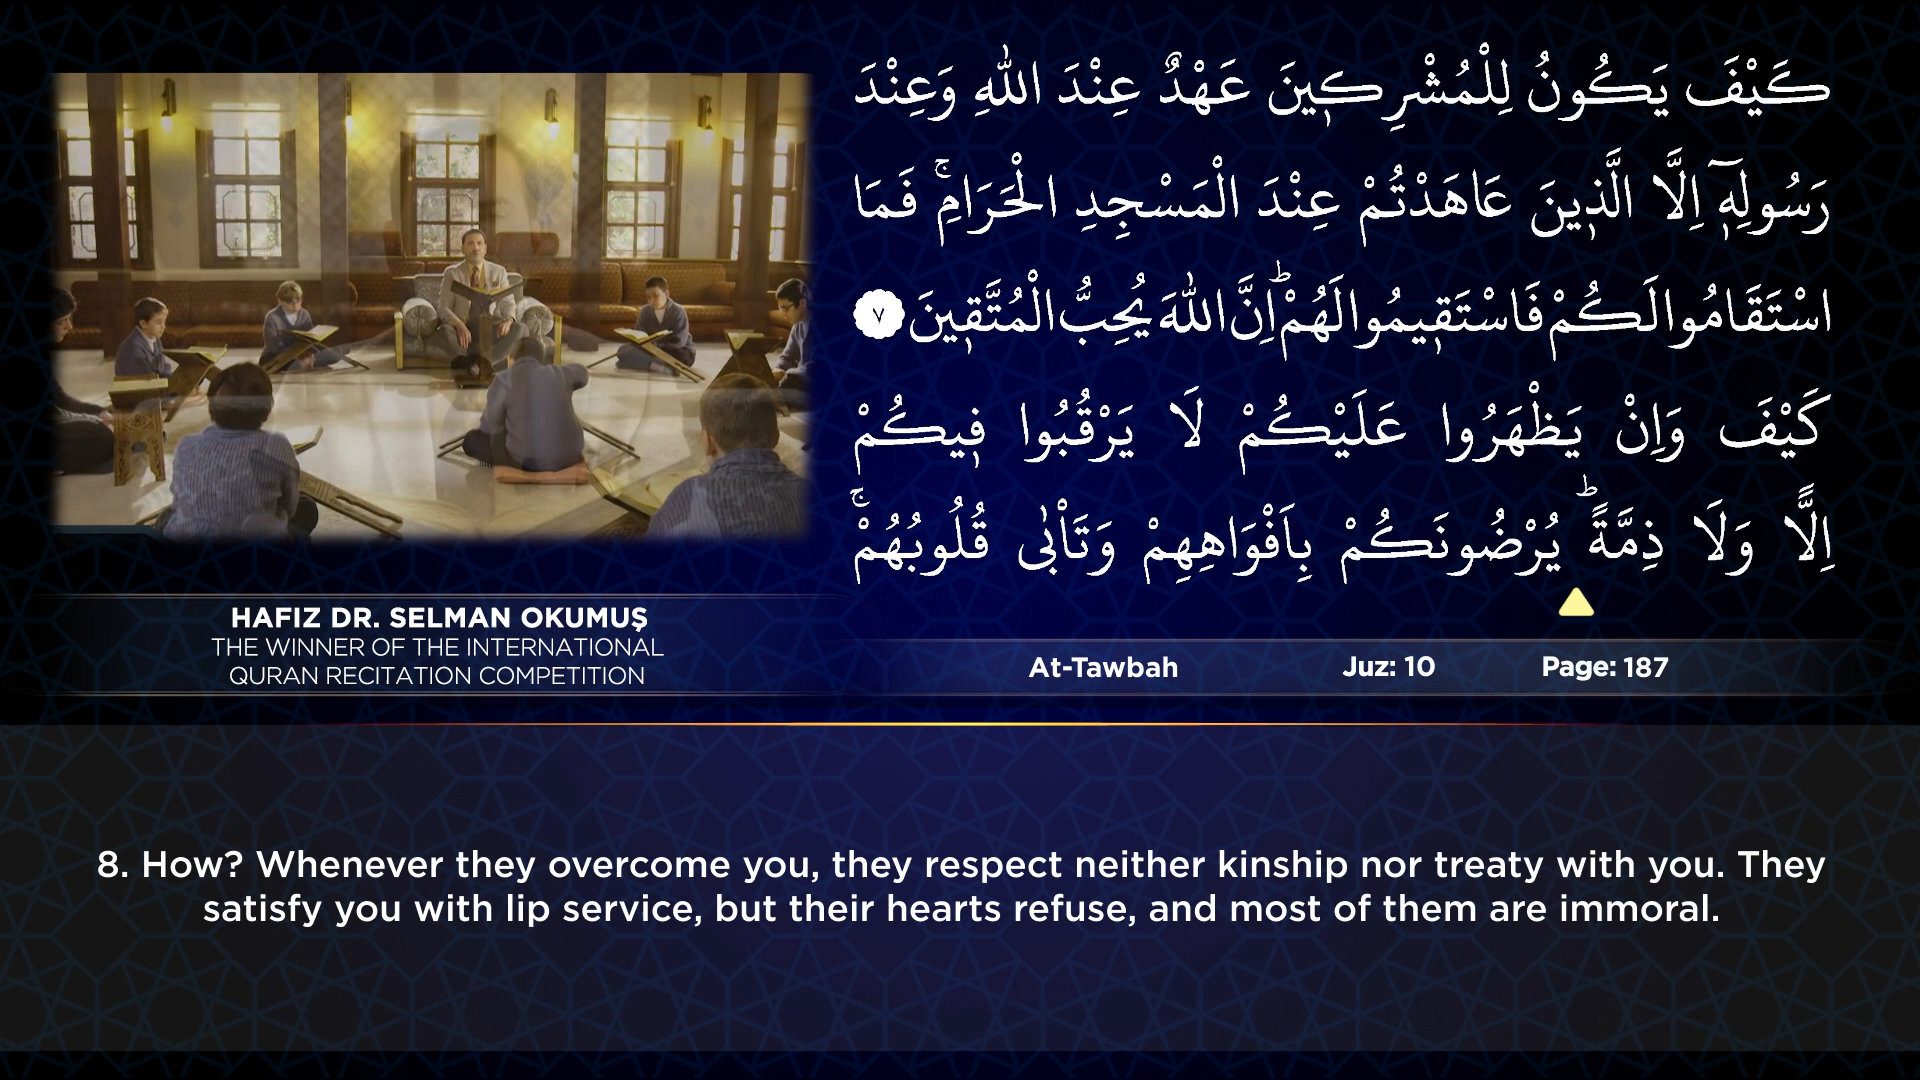 كَيْفَ يَكُونُ لِلْمُشْرِكٖينَ عَهْدٌ عِنْدَ اللّٰهِ وَعِنْدَ
رَسُولِهٖٓ اِلَّا الَّذٖينَ عَاهَدْتُمْ عِنْدَ الْمَسْجِدِ الْحَرَامِۚ فَمَا
اسْتَقَامُوا لَكُمْ فَاسْتَقٖيمُوا لَهُمْؕ اِنَّ اللّٰهَ يُحِبُّ الْمُتَّقٖينَ ٧
كَيْفَ وَاِنْ يَظْهَرُوا عَلَيْكُمْ لَا يَرْقُبُوا فٖيكُمْ
اِلًّا وَلَا ذِمَّةًؕ يُرْضُونَكُمْ بِاَفْوَاهِهِمْ وَتَاْبٰى قُلُوبُهُمْۚ
HAFIZ DR. SELMAN OKUMUŞ
THE WINNER OF THE INTERNATIONAL
QURAN RECITATION COMPETITION
At-Tawbah Juz: 10 Page: 187
8. How? Whenever they overcome you, they respect neither kinship nor treaty with you. They
satisfy you with lip service, but their hearts refuse, and most of them are immoral.